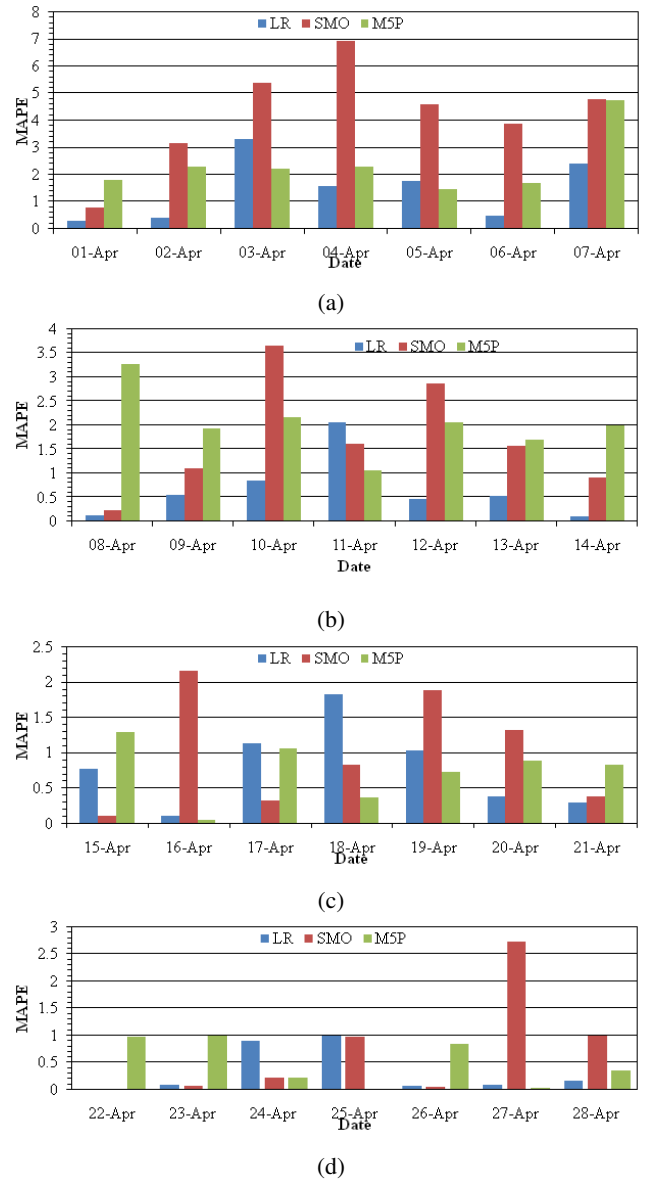 8
7
6
5
4
3
2
1
0
MAPE
LR SMO M5P
01-Apr 02-Apr 03-Apr 04-Apr 05-Apr 06-Apr 07-Apr
Date
(a)
4
3.5
3
2.5
2
1.5
1
0.5
0
MAPE
LR SMO M5P
08-Apr 09-Apr 10-Apr 11-Apr 12-Apr 13-Apr 14-Apr
Date
(b)
2.5
2
1.5
1
0.5
0
MAPE
LR SMO M5P
15-Apr 16-Apr 17-Apr 18-Apr 19-Apr 20-Apr 21-Apr
Date
(c)
3
2.5
2
1.5
1
0.5
0
MAPE
LR SMO M5P
22-Apr 23-Apr 24-Apr 25-Apr 26-Apr 27-Apr 28-Apr
Date
(d)